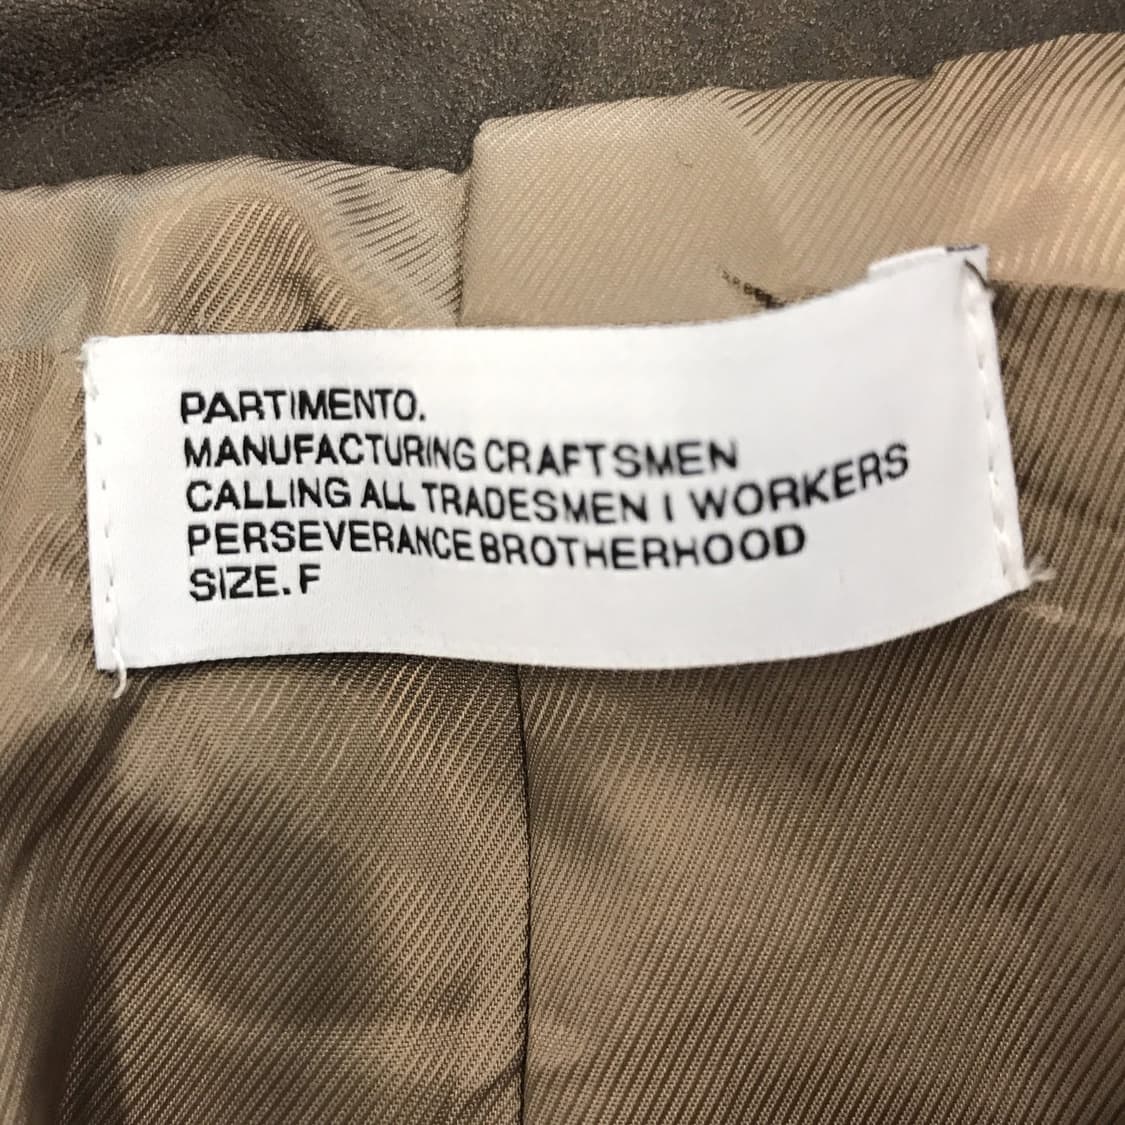 PARTIMENTO.
MANUFACTURING CRAFTSMEN
CALLING ALL TRADESMEN I WORKERS
PERSEVERANCE BROTHERHOOD
SIZE. F